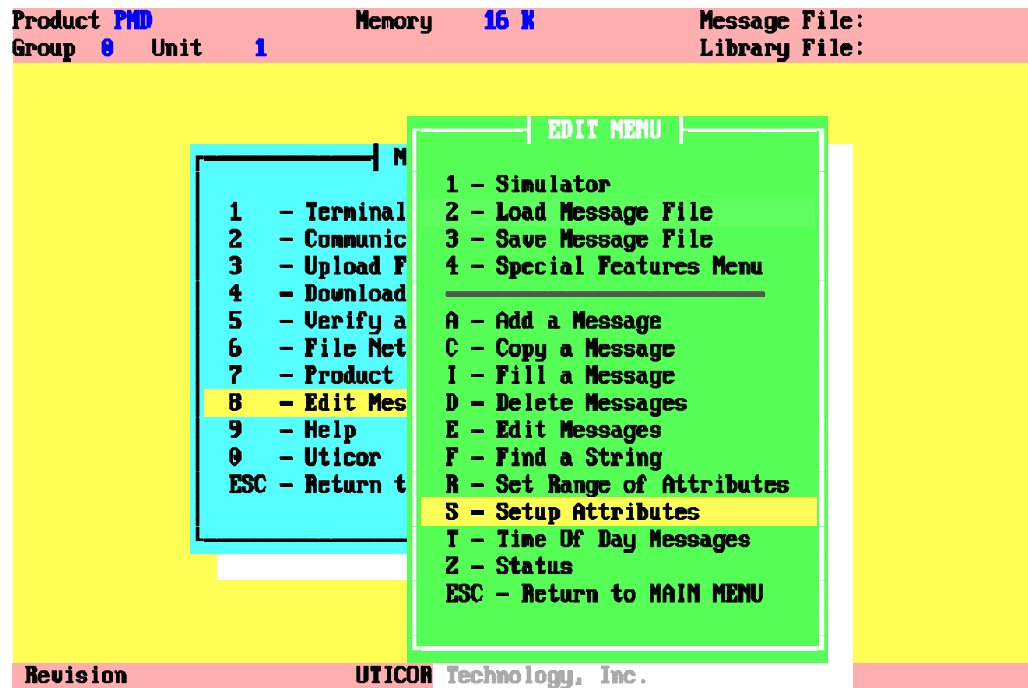 Product PMD Memory 16 K Message File:
Group 0 Unit 1 Library File:
EDIT MENU
M
1 - Simulator
2 - Load Message File
3 - Save Message File
4 - Special Features Menu
A - Add a Message
C - Copy a Message
I - Fill a Message
D - Delete Messages
E - Edit Messages
F - Find a String
R - Set Range of Attributes
S - Setup Attributes
T - Time Of Day Messages
Z - Status
ESC - Return to MAIN MENU
1 - Terminal
2 - Communic
3 - Upload F
4 - Download
5 - Verify a
6 - File Net
7 - Product
8 - Edit Mes
9 - Help
0 - Uticor
ESC - Return t
Revision UTICOR Technology, Inc.